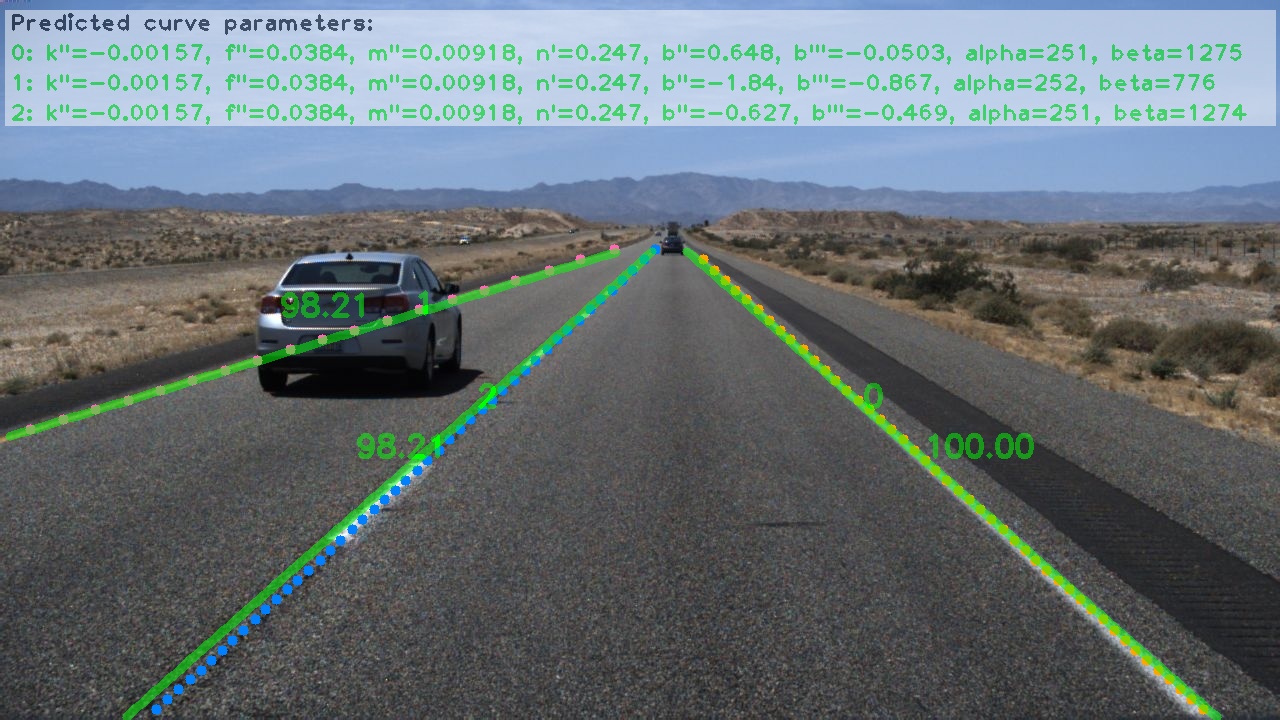 Predicted curve parameters:
0: k''=-0.00157, f''=0.0384, m''=0.00918, n'=0.247, b''=0.648, b'''=-0.0503, alpha=251, beta=1275
1: k''=-0.00157, f''=0.0384, m''=0.00918, n'=0.247, b''=-1.84, b'''=-0.867, alpha=252, beta=776
2: k''=-0.00157, f''=0.0384, m''=0.00918, n'=0.247, b''=-0.627, b'''=-0.469, alpha=251, beta=1274
98.21 1
2 0
98.21 100.00